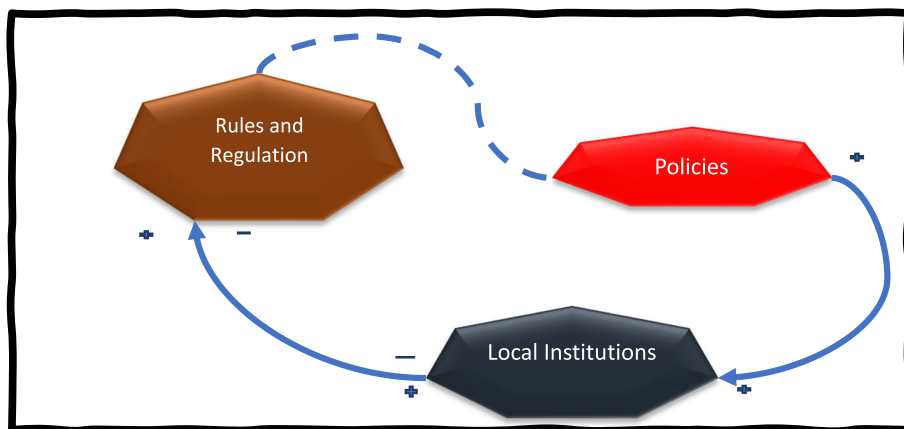 Rules and
Regulation
Policies
+
+ −
Local Institutions
−
+ +